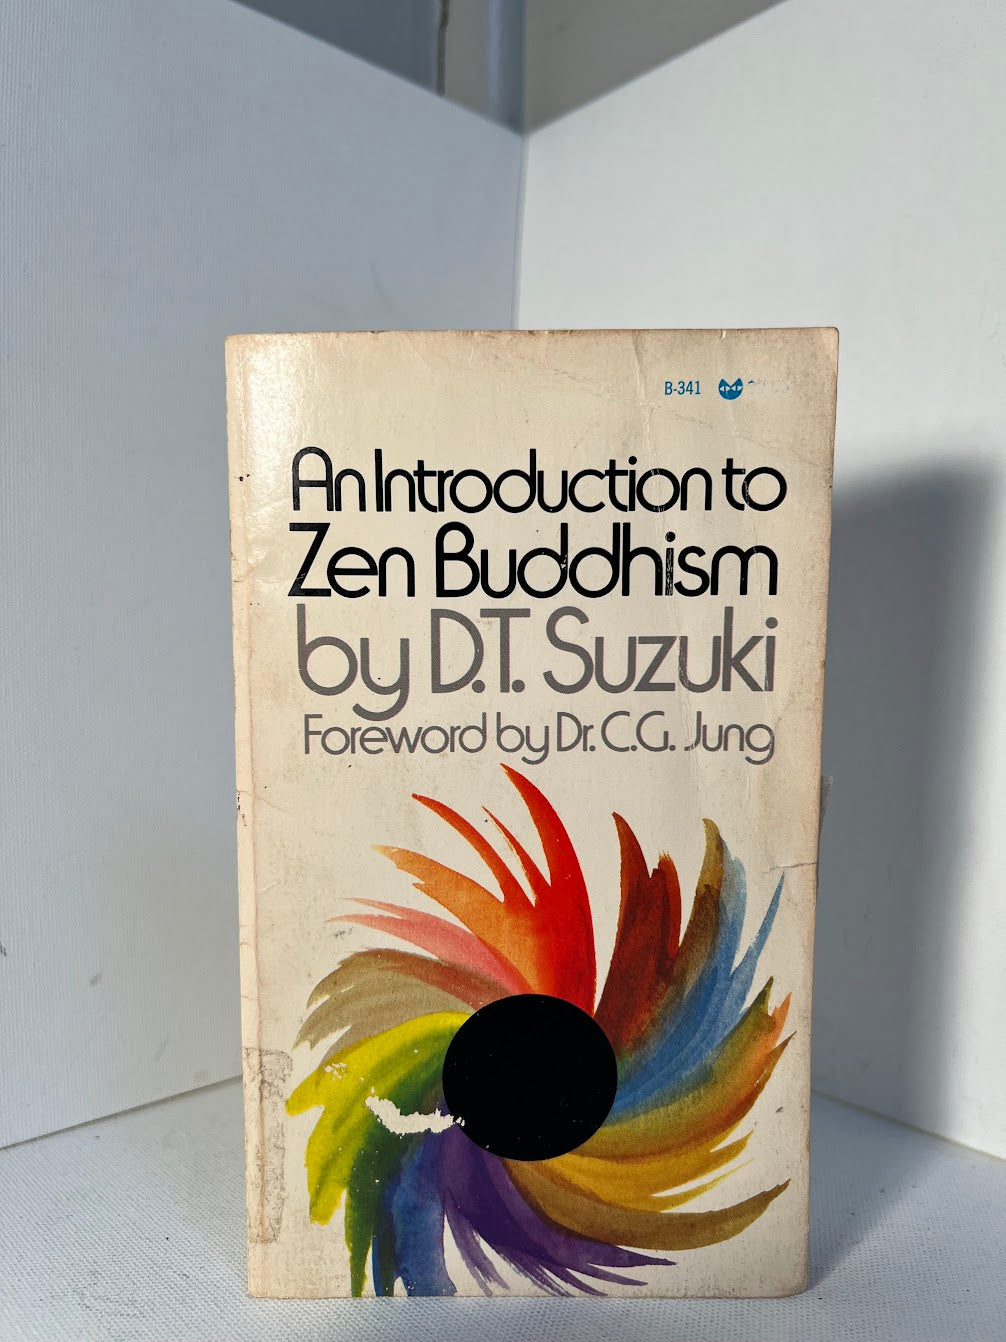 B-341
An Introduction to
Zen Buddhism
by D.T. Suzuki
Foreword by Dr. C.G. Jung